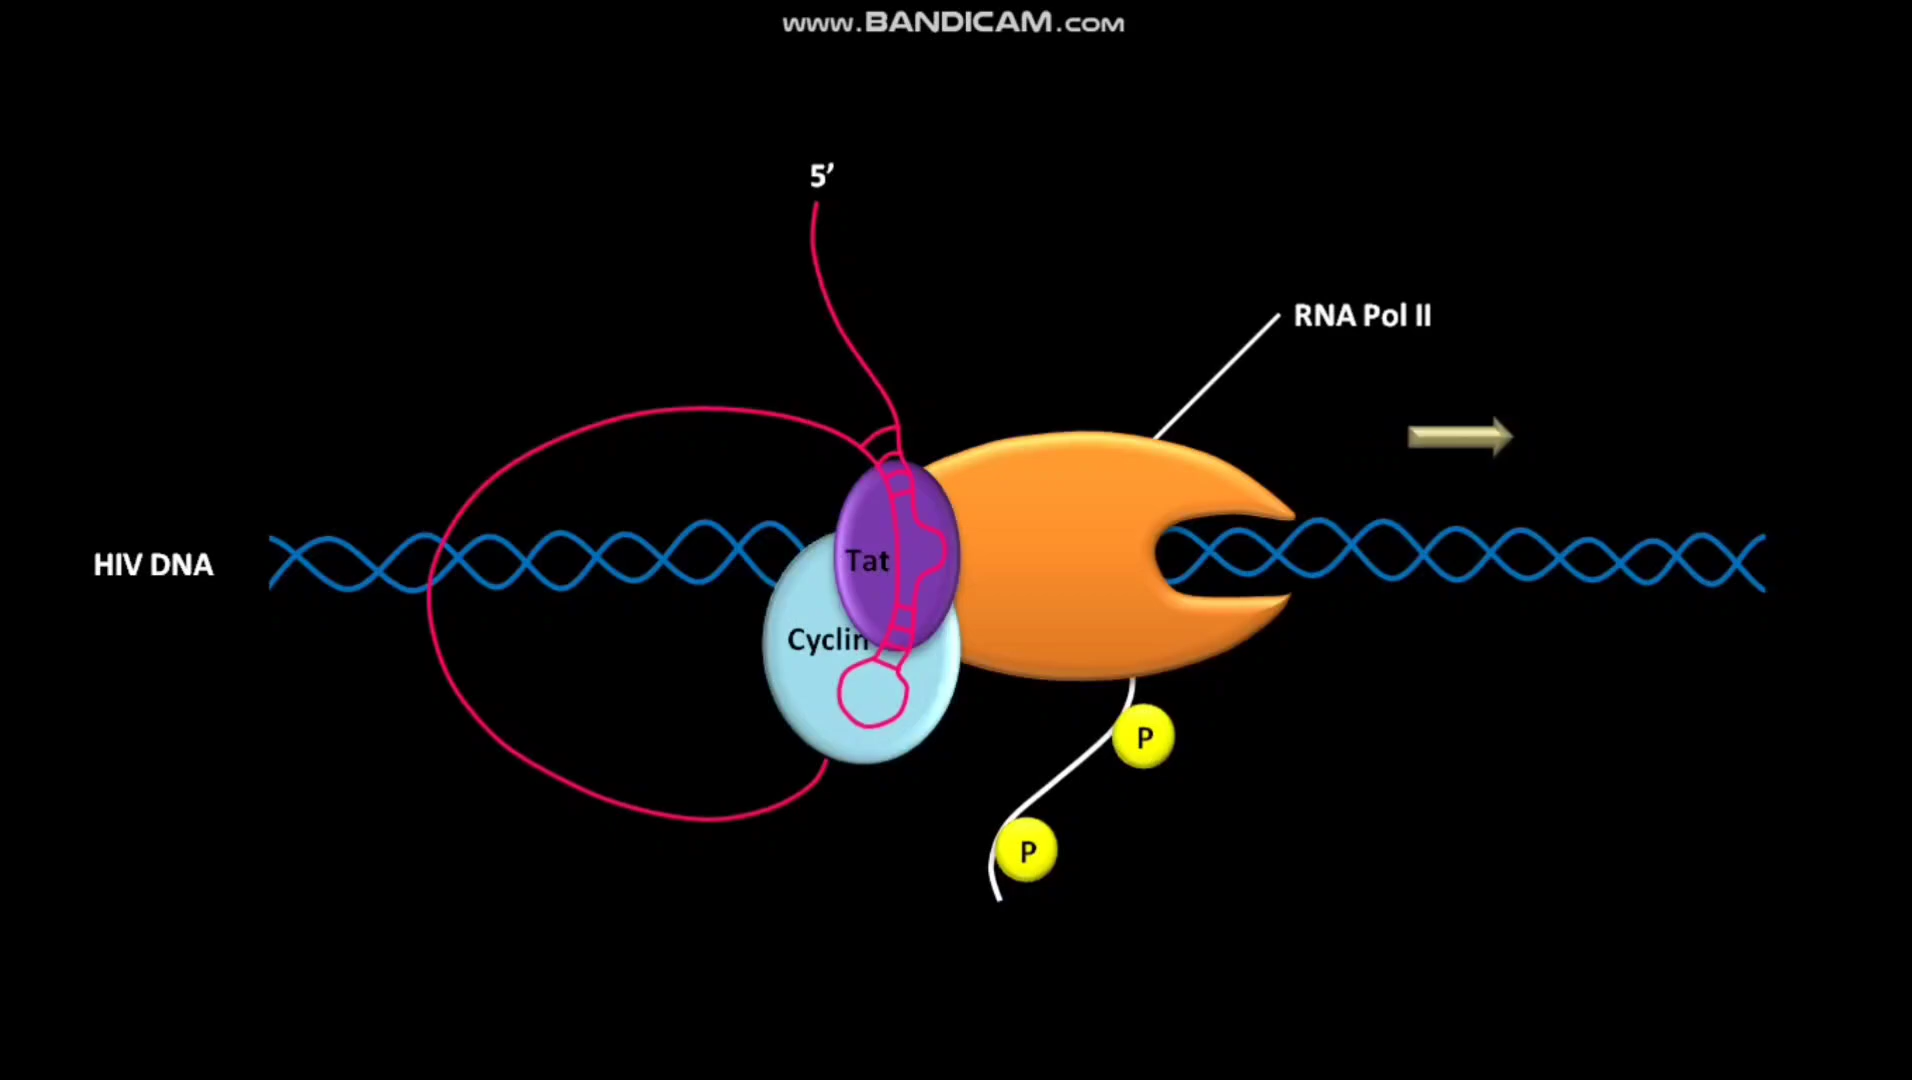 www.BANDICAM.com
5’
RNA Pol II
HIV DNA
Tat
Cyclin
P
P